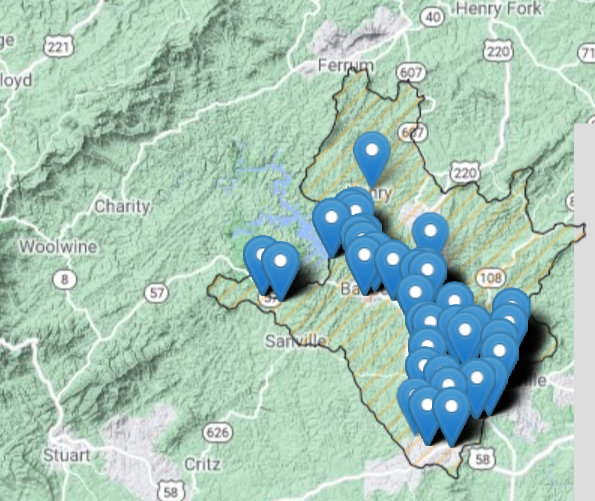 Henry Fork
40
221
220
71
Ferrum
607
607
220
Charity
Woolwine
8
57
108
Sanville
626
Stuart
Critz
58
58